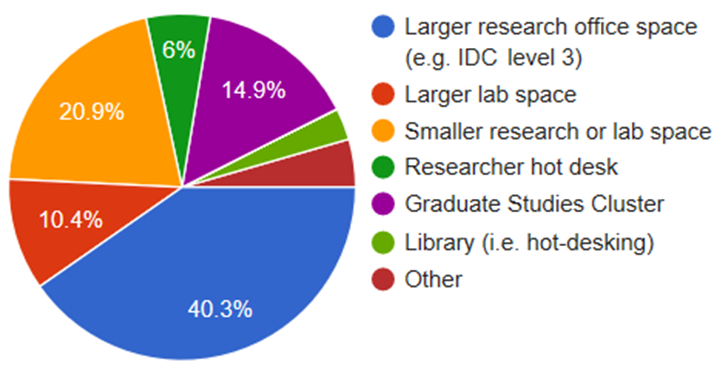 6%
14.9%
20.9%
10.4%
40.3%
Larger research office space
(e.g. IDC level 3)
Larger lab space
Smaller research or lab space
Researcher hot desk
Graduate Studies Cluster
Library (i.e. hot-desking)
Other